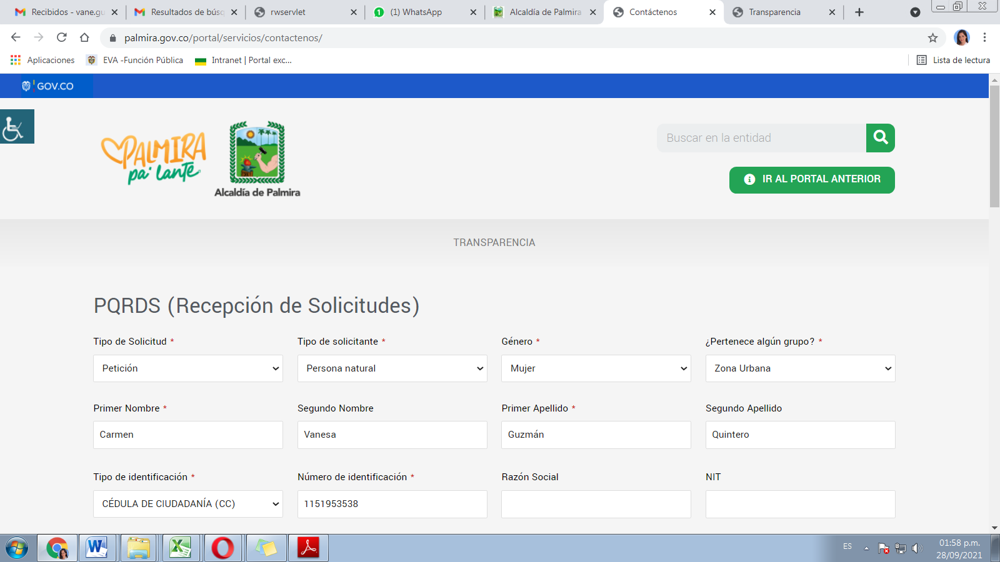 Recibidos - vane.gu
Resultados de búsq
rwservlet
(1) WhatsApp
Alcaldía de Palmira
Contáctenos
Transparencia
palmira.gov.co/portal/servicios/contactenos/
Aplicaciones
EVA -Función Pública
Intranet | Portal exc...
Lista de lectura
GOV.CO
PALMIRA
pa' lante
Alcaldía de Palmira
Buscar en la entidad
IR AL PORTAL ANTERIOR
TRANSPARENCIA
PQRDS (Recepción de Solicitudes)
Tipo de Solicitud * Tipo de solicitante * Género * ¿Pertenece algún grupo? *
Petición Persona natural Mujer Zona Urbana
Primer Nombre * Segundo Nombre Primer Apellido * Segundo Apellido
Carmen Vanesa Guzmán Quintero
Tipo de identificación * Número de identificación * Razón Social NIT
CÉDULA DE CIUDADANÍA (CC) 1151953538
ES
01:58 p.m.
28/09/2021